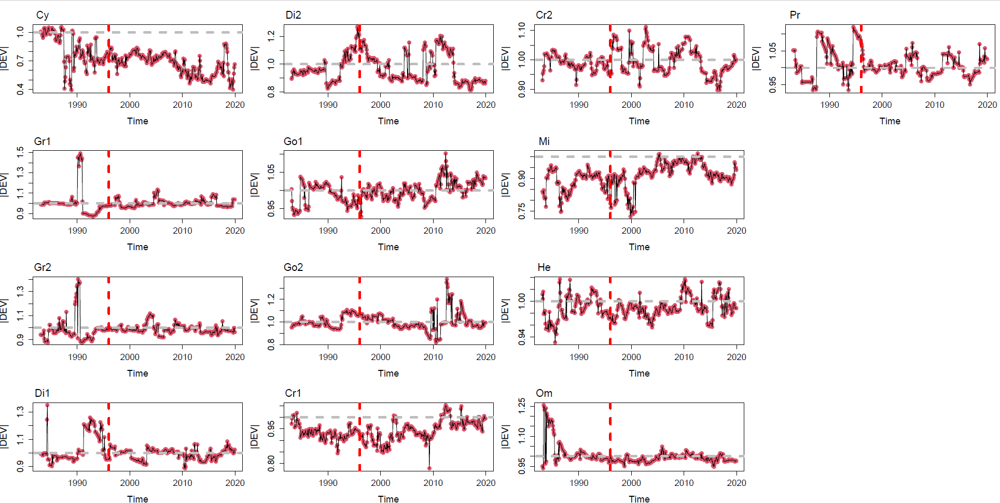 Cy
|DEV|
0.4 0.7 1.0
1990 2000 2010 2020
Time
Di2
|DEV|
0.8 1.0 1.2
1990 2000 2010 2020
Time
Cr2
|DEV|
0.90 1.00 1.10
1990 2000 2010 2020
Time
Pr
|DEV|
0.95 1.05
1990 2000 2010 2020
Time
Gr1
|DEV|
0.9 1.1 1.3 1.5
1990 2000 2010 2020
Time
Go1
|DEV|
0.95 1.05
1990 2000 2010 2020
Time
Mi
|DEV|
0.75 0.90
1990 2000 2010 2020
Time
Gr2
|DEV|
0.9 1.1 1.3
1990 2000 2010 2020
Time
Go2
|DEV|
0.8 1.0 1.2
1990 2000 2010 2020
Time
He
|DEV|
0.94 1.00
1990 2000 2010 2020
Time
Di1
|DEV|
0.9 1.1 1.3
1990 2000 2010 2020
Time
Cr1
|DEV|
0.80 0.95
1990 2000 2010 2020
Time
Om
|DEV|
0.95 1.10 1.25
1990 2000 2010 2020
Time